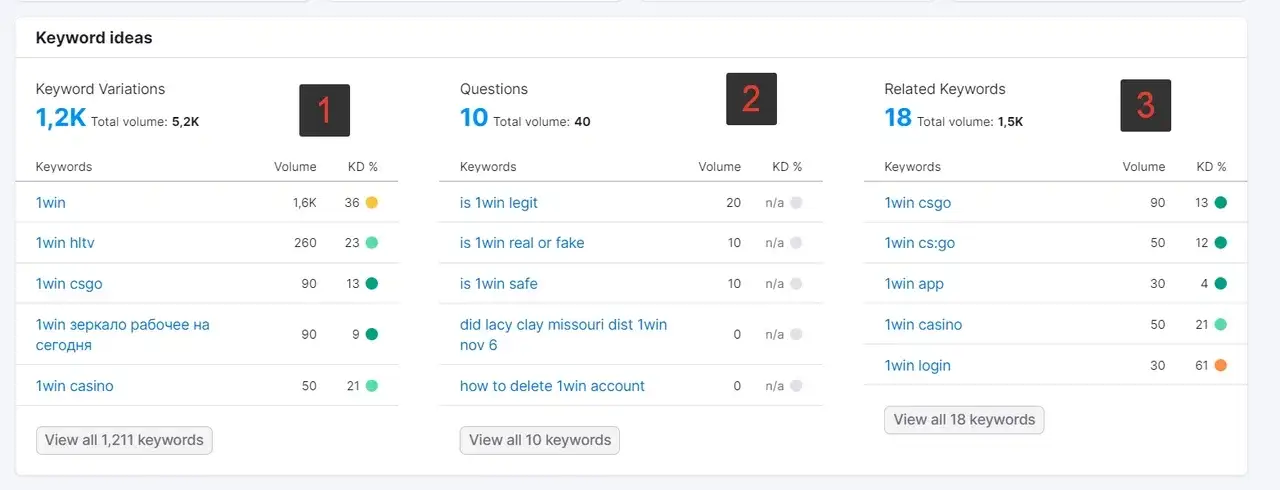 Keyword ideas
Keyword Variations
1,2K Total volume: 5,2K
1
Keywords Volume KD %
1win 1,6K 36
1win hltv 260 23
1win csgo 90 13
1win зеркало рабочее на
сегодня 90 9
1win casino 50 21
View all 1,211 keywords
Questions
10 Total volume: 40
2
Keywords Volume KD %
is 1win legit 20 n/a
is 1win real or fake 10 n/a
is 1win safe 10 n/a
did lacy clay missouri dist 1win
nov 6 0 n/a
how to delete 1win account 0 n/a
View all 10 keywords
Related Keywords
18 Total volume: 1,5K
3
Keywords Volume KD %
1win csgo 90 13
1win cs:go 50 12
1win app 30 4
1win casino 50 21
1win login 30 61
View all 18 keywords